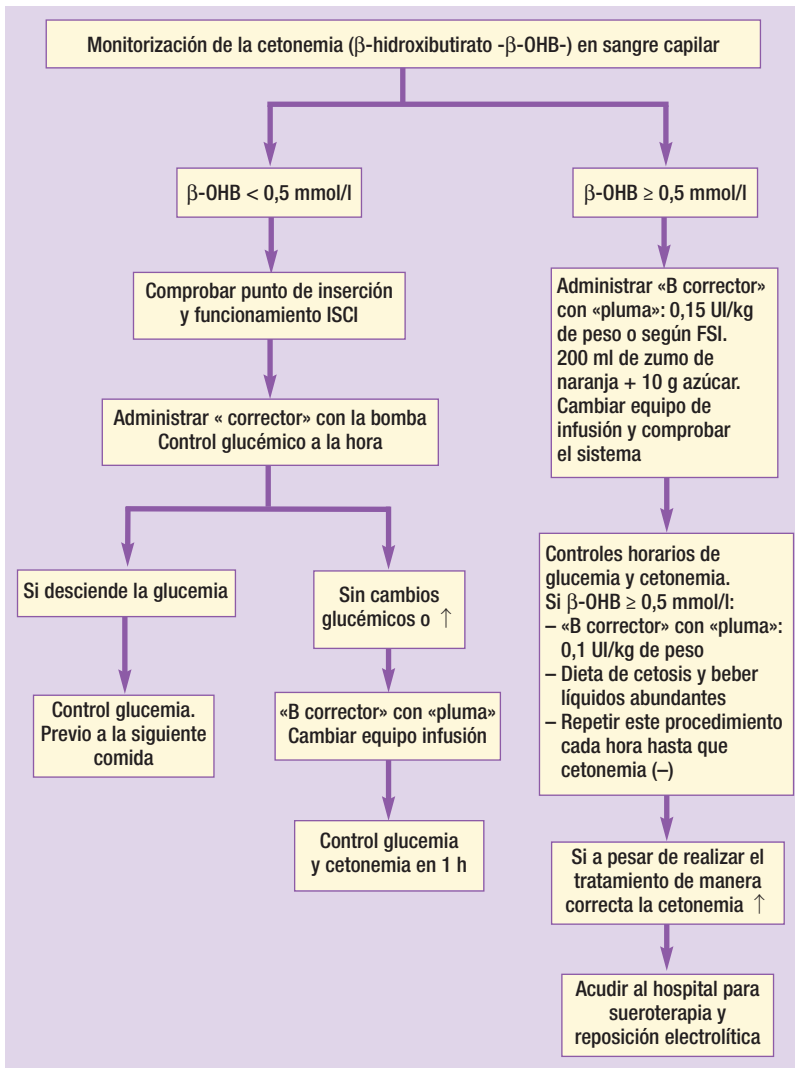 Monitorización de la cetonemia (β-hidroxibutirato -β-OHB-) en sangre capilar
β-OHB < 0,5 mmol/l
Comprobar punto de inserción
y funcionamiento ISCI
Administrar « corrector» con la bomba
Control glucémico a la hora
Si desciende la glucemia
Control glucemia.
Previo a la siguiente
comida
Sin cambios
glucémicos o ↑
«B corrector» con «pluma»
Cambiar equipo infusión
Control glucemia
y cetonemia en 1 h
β-OHB ≥ 0,5 mmol/l
Administrar «B corrector»
con «pluma»: 0,15 UI/kg
de peso o según FSI.
200 ml de zumo de
naranja + 10 g azúcar.
Cambiar equipo de
infusión y comprobar
el sistema
Controles horarios de
glucemia y cetonemia.
Si β-OHB ≥ 0,5 mmol/l:
– «B corrector» con «pluma»:
0,1 UI/kg de peso
– Dieta de cetosis y beber
líquidos abundantes
– Repetir este procedimiento
cada hora hasta que
cetonemia (–)
Si a pesar de realizar el
tratamiento de manera
correcta la cetonemia ↑
Acudir al hospital para
sueroterapia y
reposición electrolítica